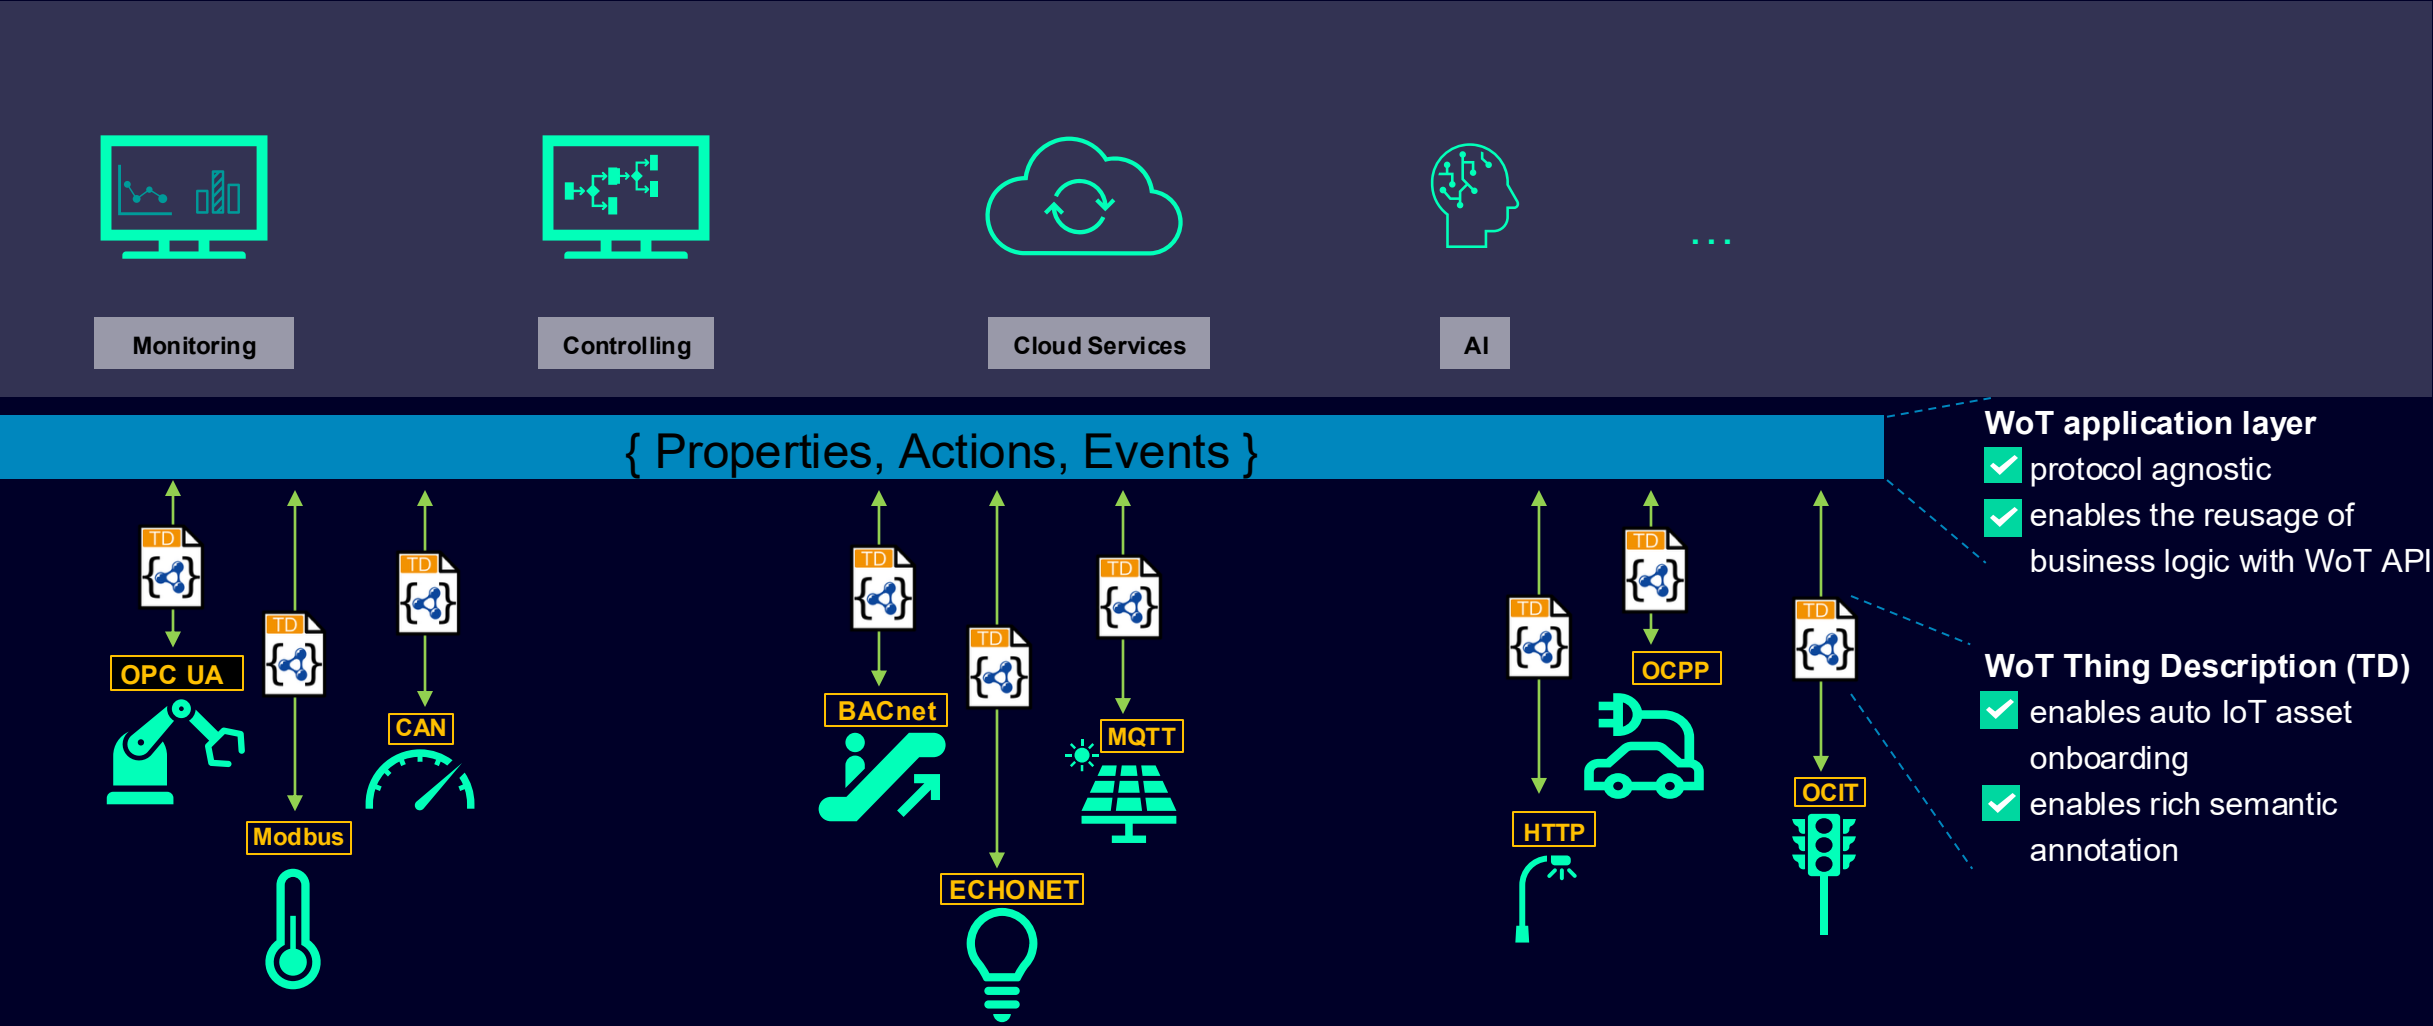 Monitoring
Controlling
Cloud Services
AI
...
{ Properties, Actions, Events }
WoT application layer
protocol agnostic
enables the reusage of
business logic with WoT API
TD
TD
TD
TD
TD
TD
TD
TD
TD
OPC UA
Modbus
CAN
BACnet
ECHONET
MQTT
HTTP
OCPP
OCIT
WoT Thing Description (TD)
enables auto IoT asset
onboarding
enables rich semantic
annotation